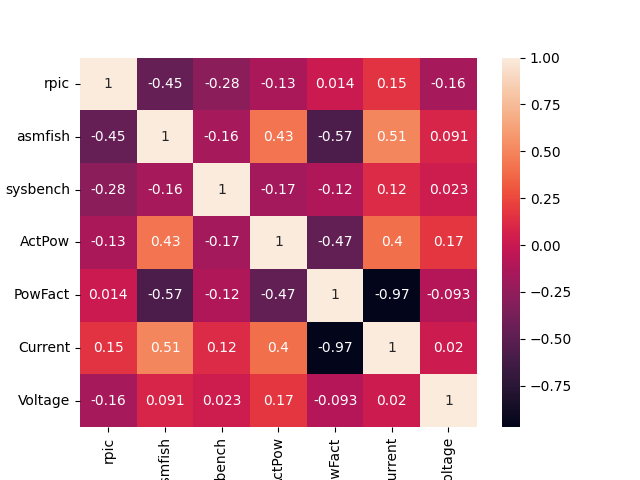 rpic 1 -0.45 -0.28 -0.13 0.014 0.15 -0.16
asmfish -0.45 1 -0.16 0.43 -0.57 0.51 0.091
sysbench -0.28 -0.16 1 -0.17 -0.12 0.12 0.023
ActPow -0.13 0.43 -0.17 1 -0.47 0.4 0.17
PowFact 0.014 -0.57 -0.12 -0.47 1 -0.97 -0.093
Current 0.15 0.51 0.12 0.4 -0.97 1 0.02
Voltage -0.16 0.091 0.023 0.17 -0.093 0.02 1
rpic
smfish
bench
ctPow
owFact
urrent
oltage
1.00
0.75
0.50
0.25
0.00
−0.25
−0.50
−0.75